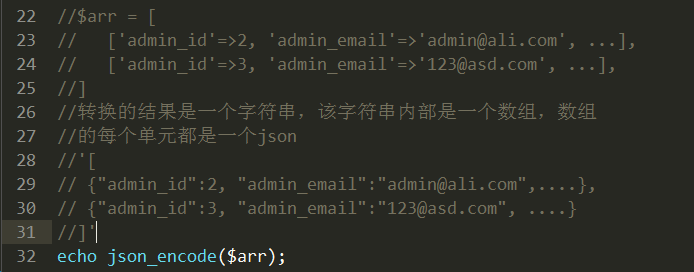 22 //$arr = [
23 //   ['admin_id'=>2, 'admin_email'=>'admin@ali.com', ...],
24 //   ['admin_id'=>3, 'admin_email'=>'123@asd.com', ...],
25 //]
26 //转换的结果是一个字符串，该字符串内部是一个数组，数组
27 //的每个单元都是一个json
28 //'[
29 // {"admin_id":2, "admin_email":"admin@ali.com",....},
30 // {"admin_id":3, "admin_email":"123@asd.com", ....}
31 //]'
32 echo json_encode($arr);